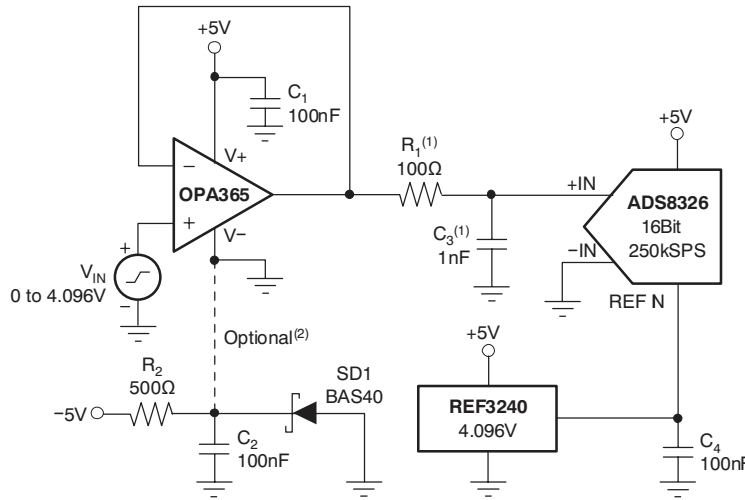 +5V
C1
100nF
V+
−
OPA365
+
V−
+
VIN
0 to 4.096V
−
Optional(2)
R2
500Ω
−5V
C2
100nF
SD1
BAS40
R1(1)
100Ω
C3(1)
1nF
+5V
+IN
ADS8326
16Bit
−IN
250kSPS
REF N
+5V
REF3240
4.096V
C4
100nF